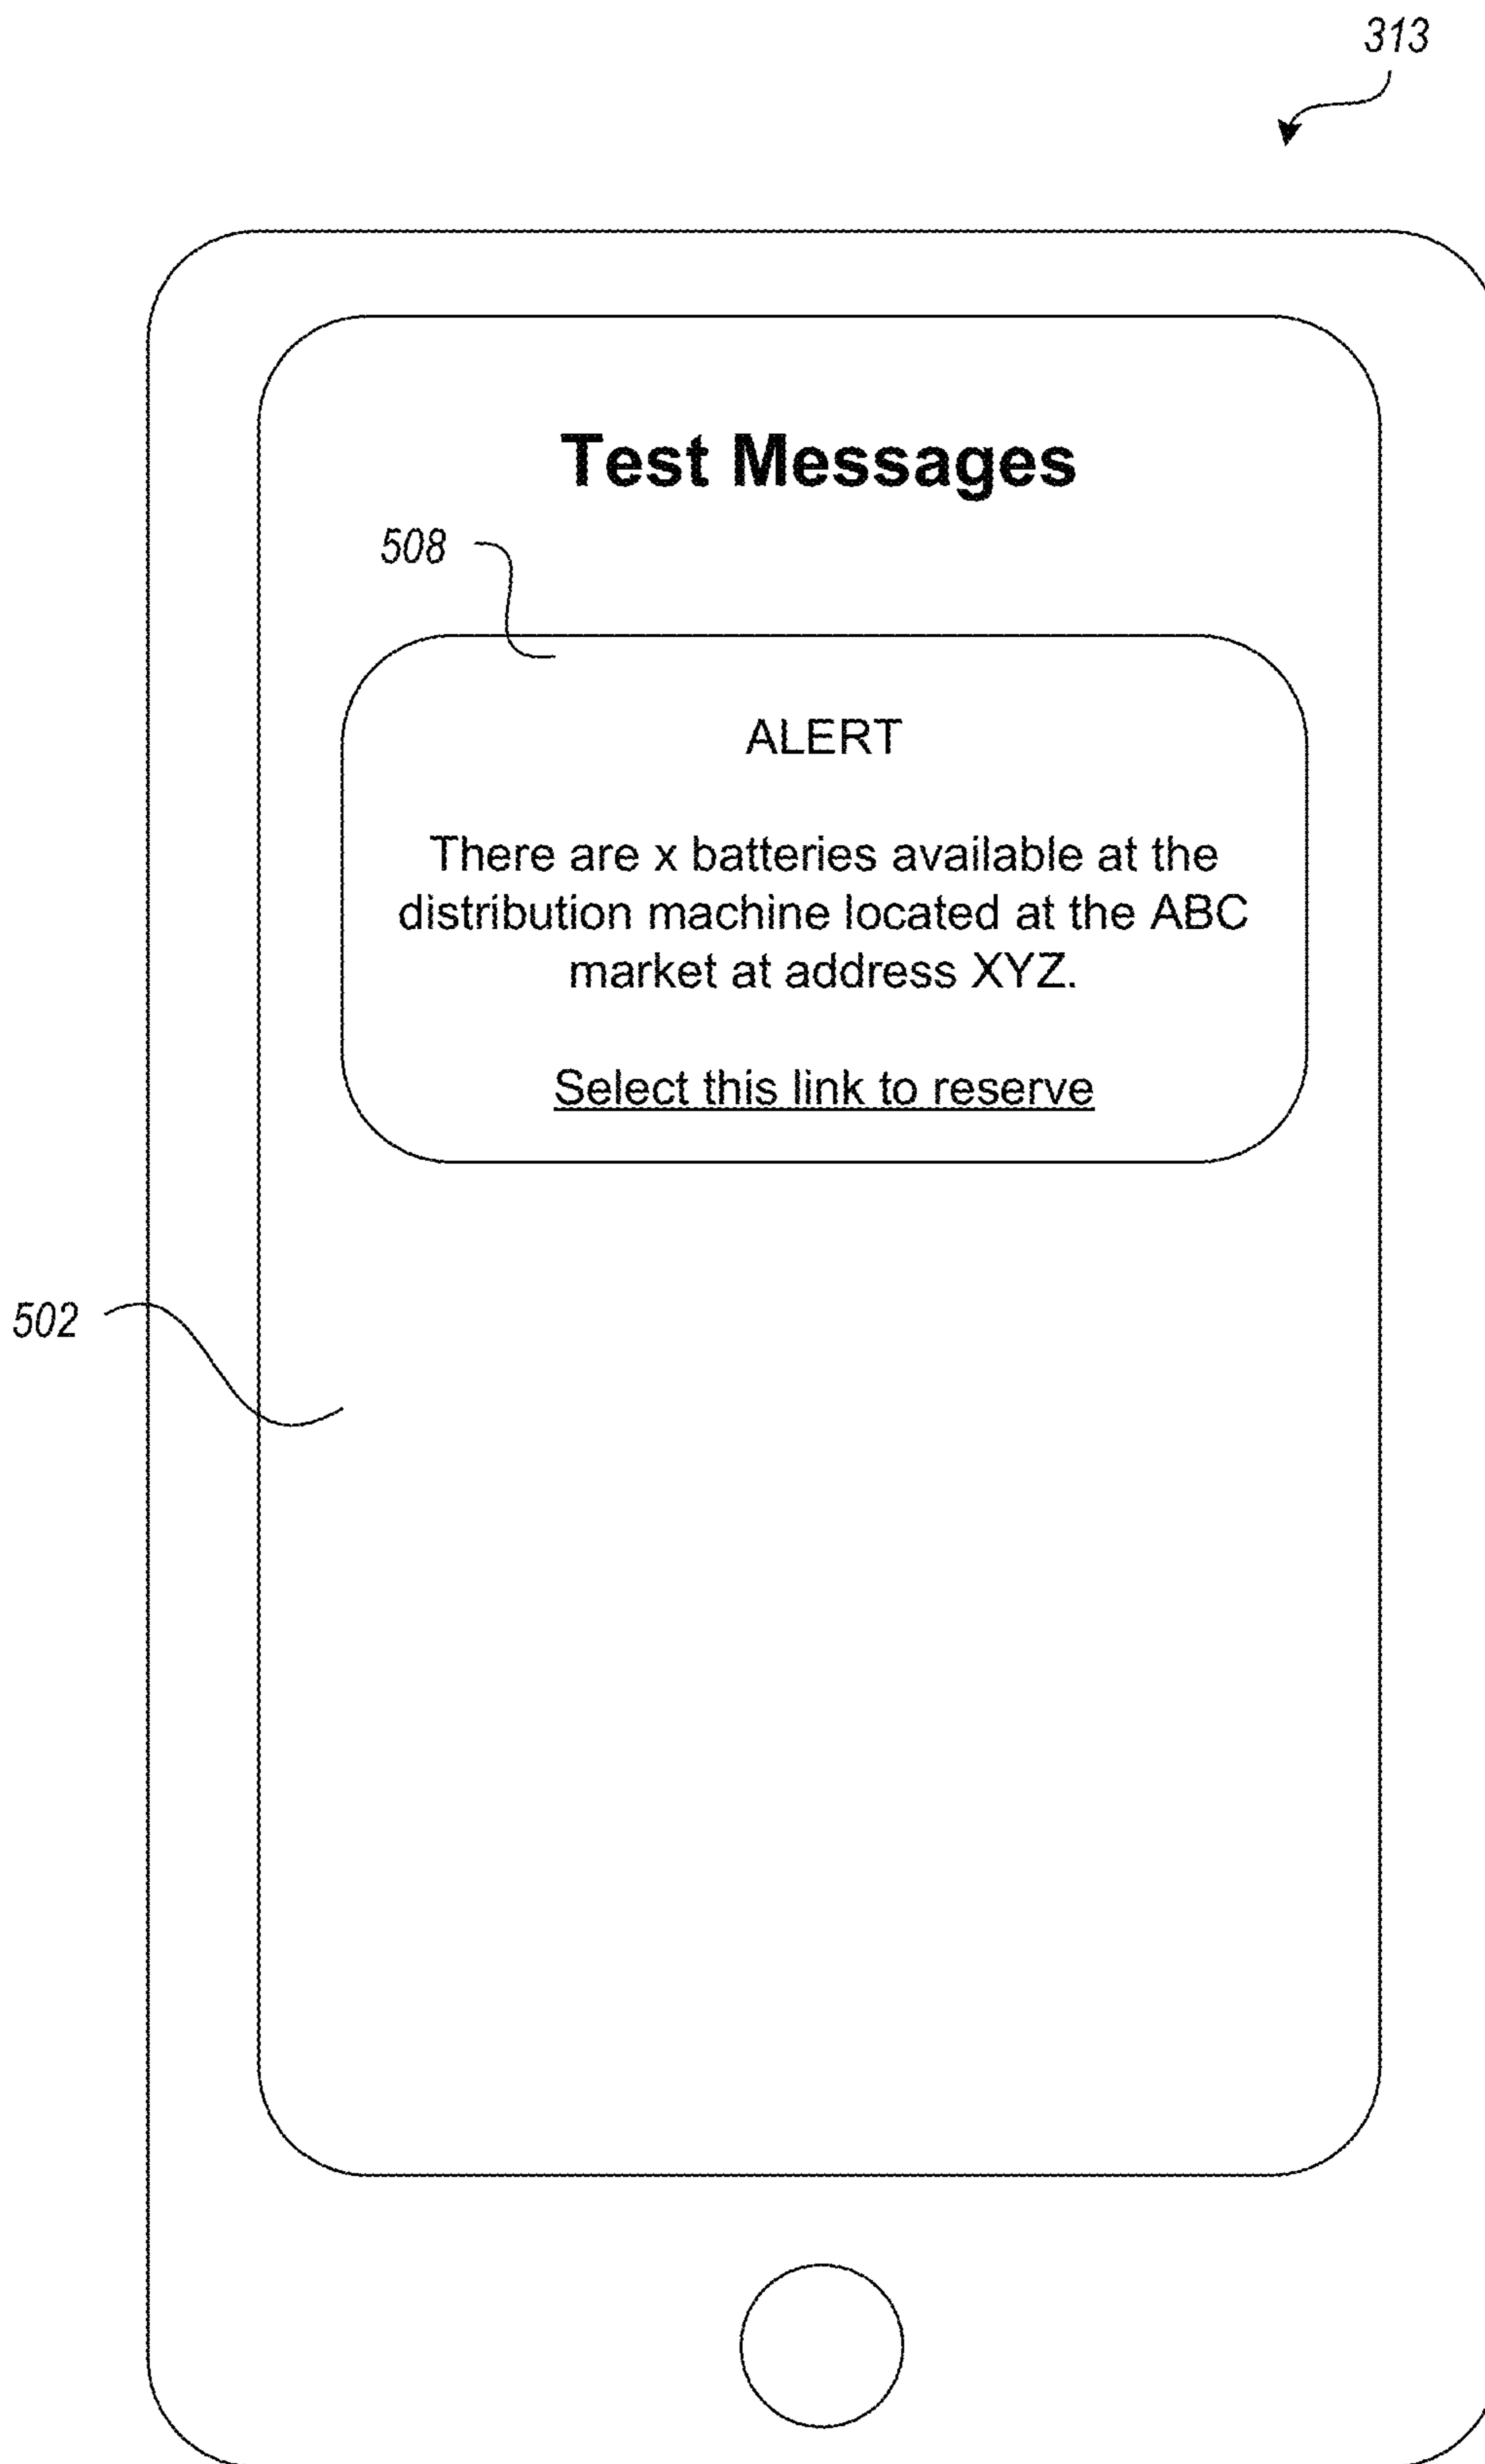 313
Test Messages
508
ALERT
There are x batteries available at the
distribution machine located at the ABC
market at address XYZ.
Select this link to reserve
502